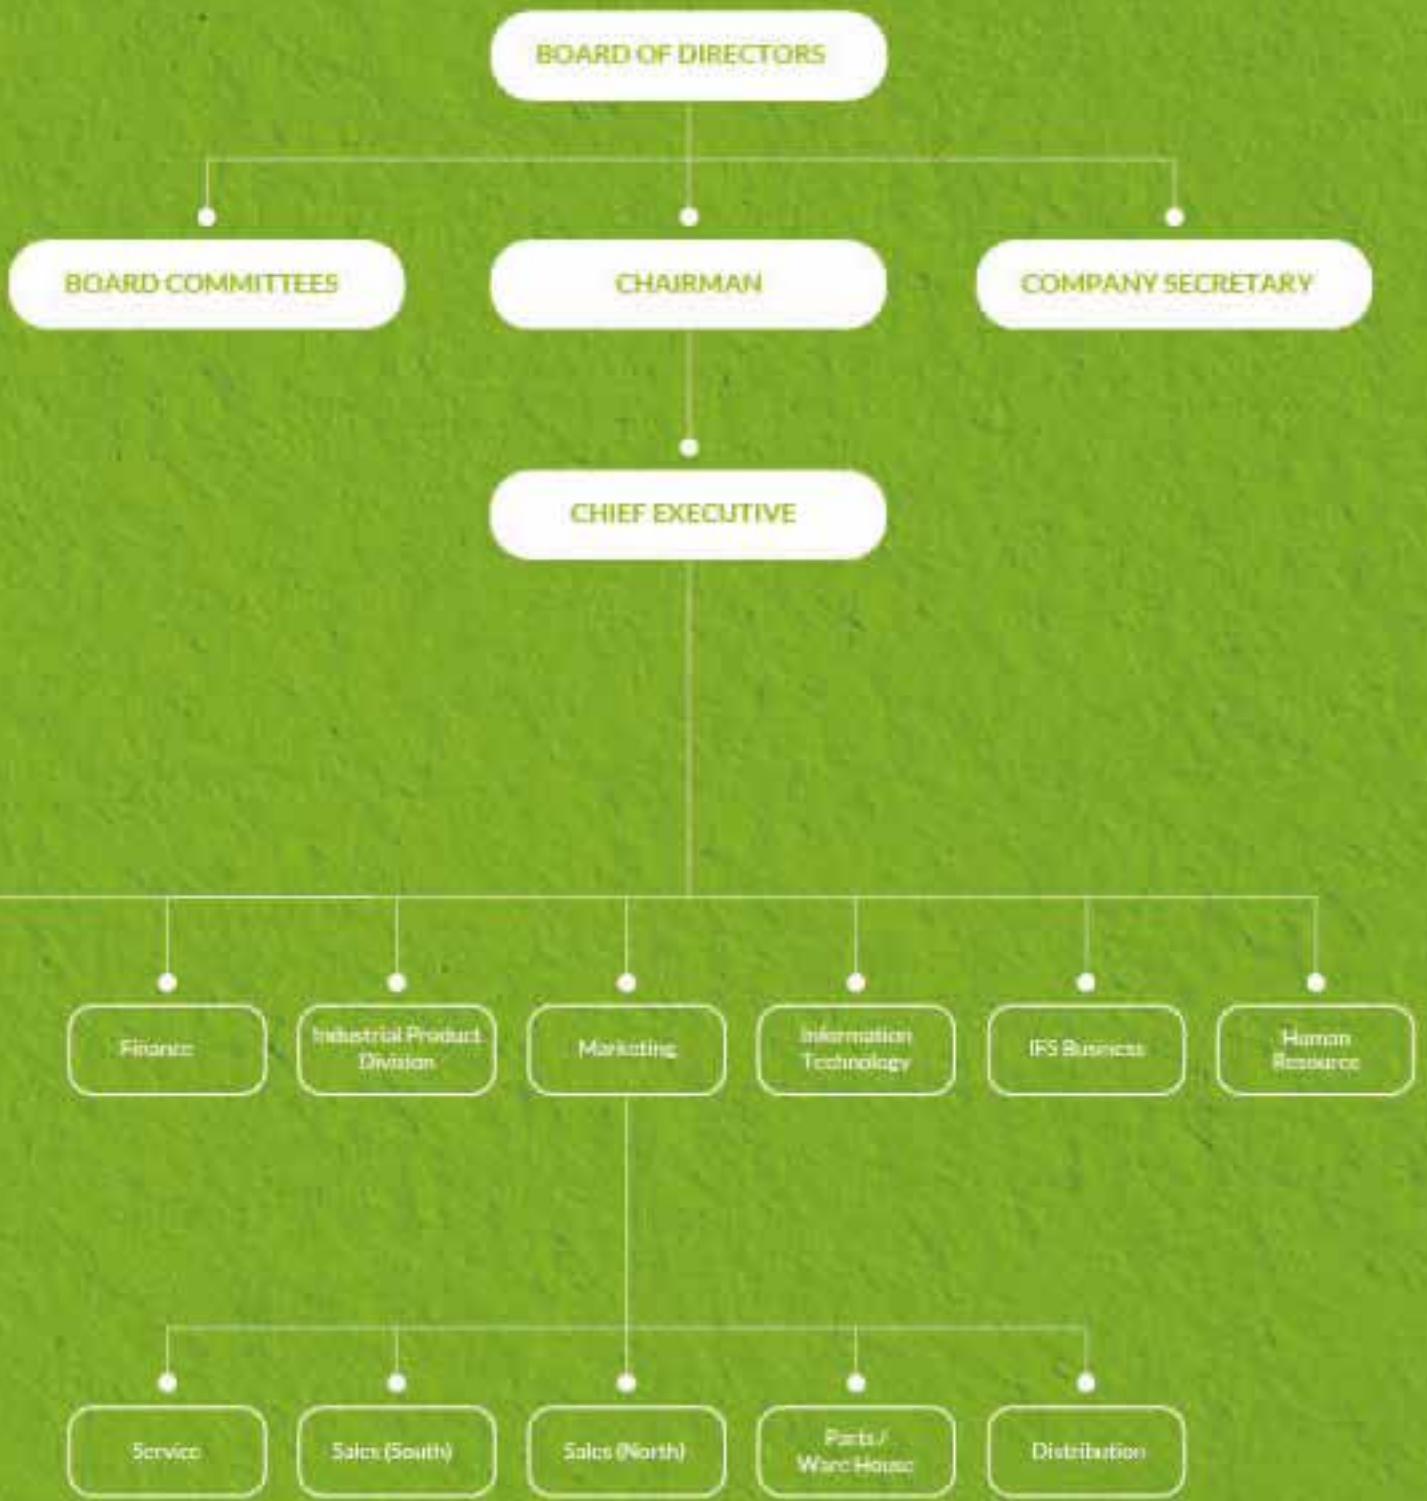 BOARD OF DIRECTORS
BOARD COMMITTEES
CHAIRMAN
COMPANY SECRETARY
CHIEF EXECUTIVE
Finance
Industrial Product
Division
Marketing
Information
Technology
IFS Business
Human
Resource
Service
Sales (South)
Sales (North)
Parts /
Ware House
Distribution